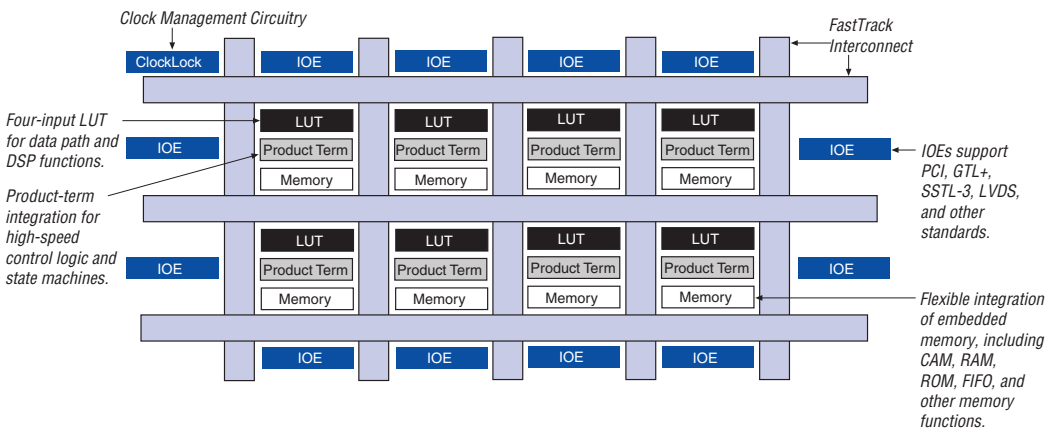 Clock Management Circuitry
FastTrack
Interconnect
ClockLock
IOE
IOE
IOE
IOE
Four-input LUT
for data path and
DSP functions.
LUT
LUT
LUT
LUT
IOE
Product Term
Product Term
Product Term
Product Term
IOE
Memory
Memory
Memory
Memory
IOEs support
PCI, GTL+,
SSTL-3, LVDS,
and other
standards.
Product-term
integration for
high-speed
control logic and
state machines.
LUT
LUT
LUT
LUT
IOE
Product Term
Product Term
Product Term
Product Term
IOE
Memory
Memory
Memory
Memory
Flexible integration
of embedded
memory, including
CAM, RAM,
ROM, FIFO, and
other memory
functions.
IOE
IOE
IOE
IOE